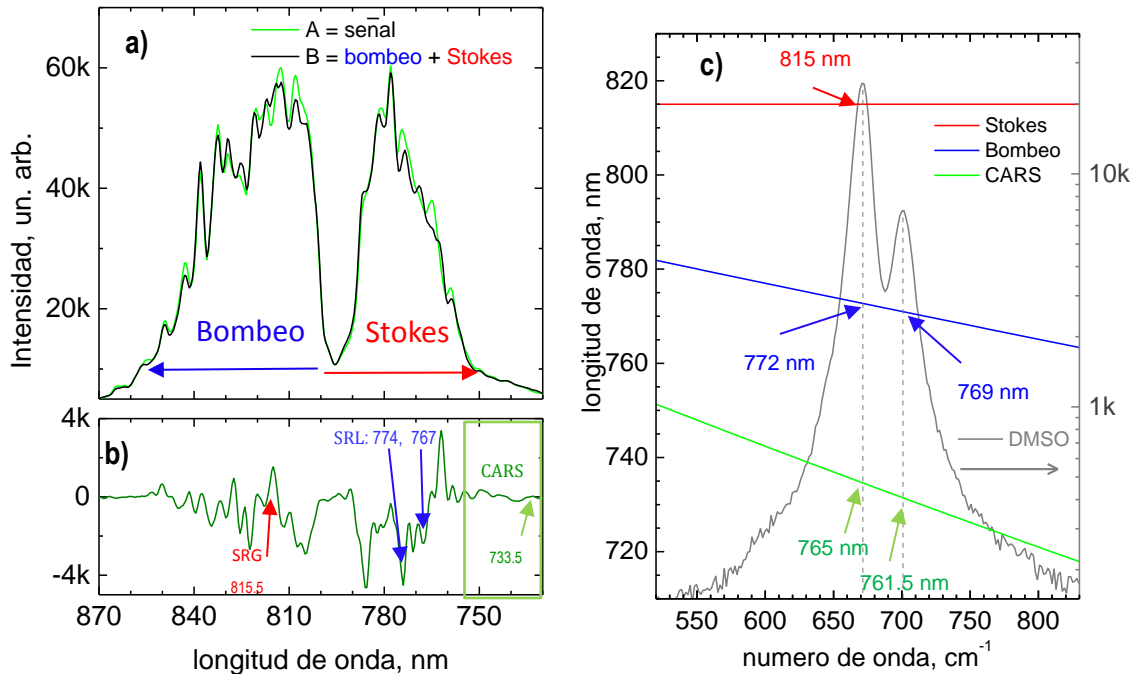 a)
A = señal
B = bombeo + Stokes
60k
40k
20k
Intensidad, un. arb.
Bombeo
Stokes
b)
4k
0
-4k
SRL: 774, 767
CARS
SRG
815.5
733.5
870
840
810
780
750
longitud de onda, nm
c)
815 nm
820
800
780
760
740
720
longitud de onda, nm
Stokes
Bombeo
CARS
10k
1k
772 nm
769 nm
DMSO
765 nm
761.5 nm
550
600
650
700
750
800
numero de onda, cm-1